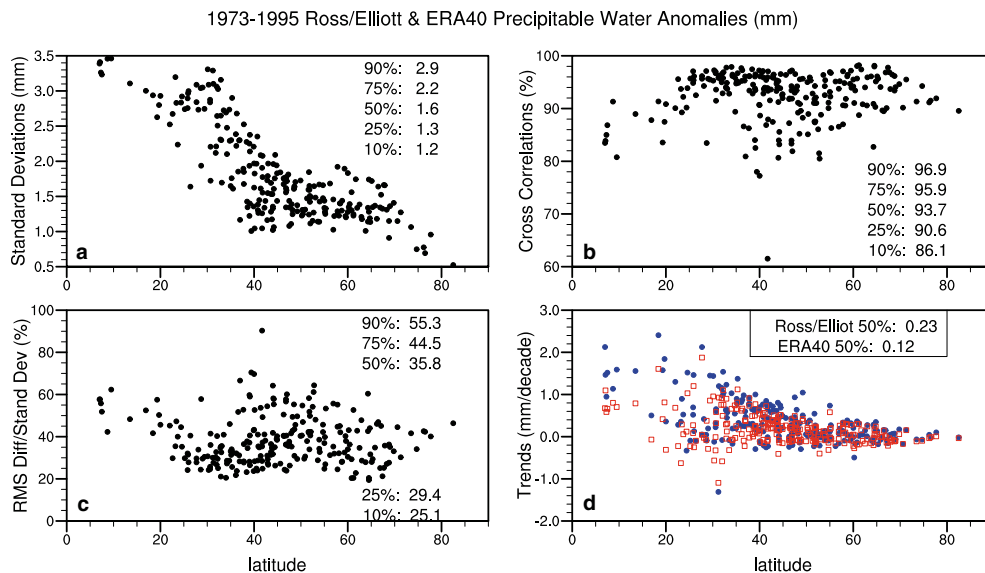 1973-1995 Ross/Elliott & ERA40 Precipitable Water Anomalies (mm)
Standard Deviations (mm)
3.5
3.0
2.5
2.0
1.5
1.0
0.5
90%: 2.9
75%: 2.2
50%: 1.6
25%: 1.3
10%: 1.2
a
0 20 40 60 80
Cross Correlations (%)
100
90
80
70
60
90%: 96.9
75%: 95.9
50%: 93.7
25%: 90.6
10%: 86.1
b
0 20 40 60 80
RMS Diff/Stand Dev (%)
100
80
60
40
20
0
90%: 55.3
75%: 44.5
50%: 35.8
25%: 29.4
10%: 25.1
c
0 20 40 60 80
latitude
Trends (mm/decade)
3.0
2.0
1.0
0.0
-1.0
-2.0
Ross/Elliot 50%: 0.23
ERA40 50%: 0.12
d
0 20 40 60 80
latitude